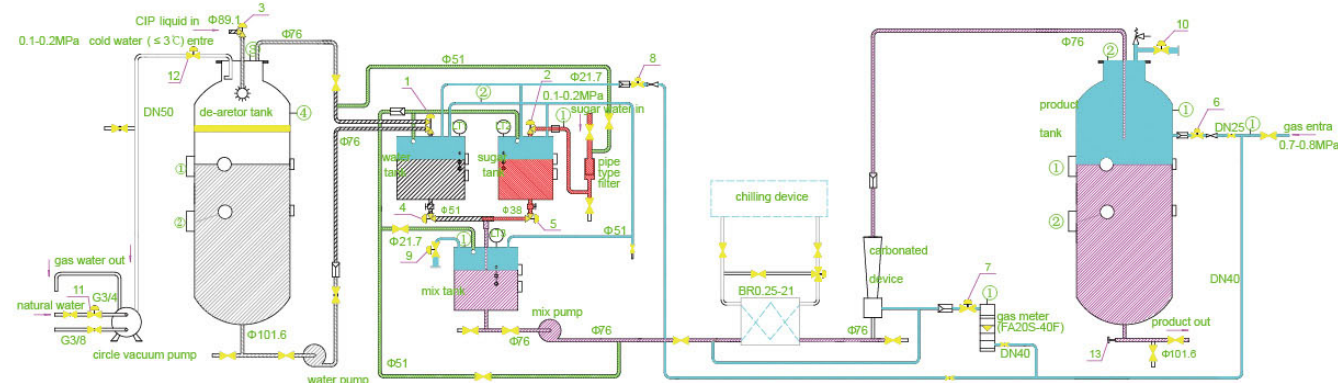 CIP liquid in
Φ89.1
3
0.1-0.2MPa
cold water (≤3℃) entre
Φ76
③
12
DN50
de-aretor tank
④
Φ76
①
②
gas water out
11
G3/4
natural water
G3/8
circle vacuum pump
Φ101.6
water pump
Φ51
1
2
②
Φ21.7
8
0.1-0.2MPa
sugar water in
①
LT1
LT2
water tank
sugar tank
pipe type filter
4
Φ51
Φ38
5
Φ21.7
9
①
LT3
Φ51
mix tank
mix pump
Φ76
Φ76
Φ51
chilling device
BR0.25-21
Φ76
carbonated device
Φ76
7
①
gas meter
(FA20S-40F)
DN40
②
10
product tank
①
6
DN25
①
gas entra
0.7-0.8MPa
①
②
DN40
product out
13
Φ101.6